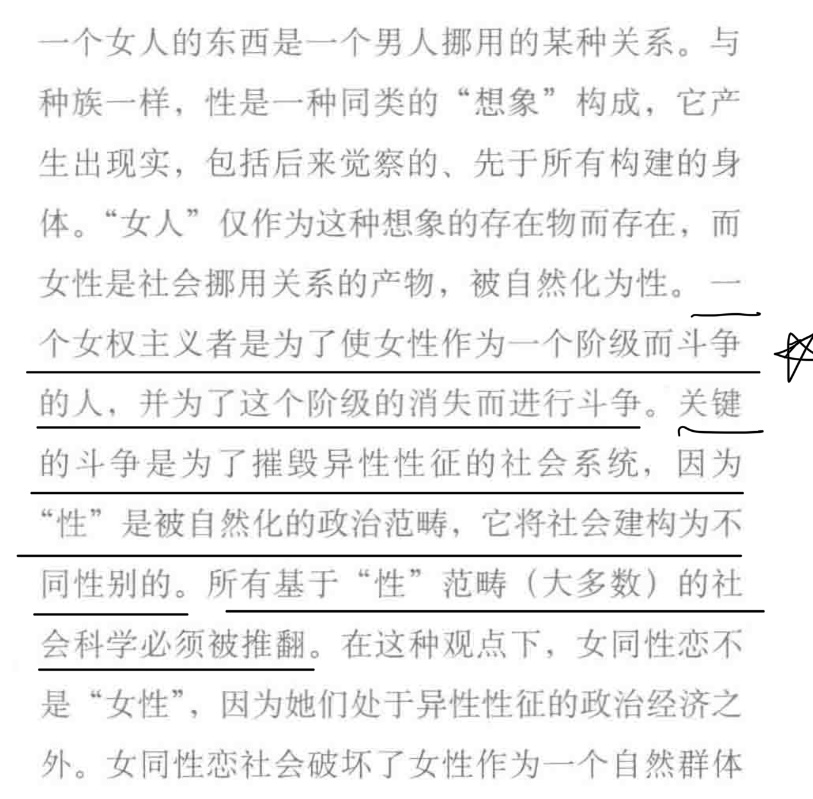 一个女人的东西是一个男人挪用的某种关系。与
种族一样，性是一种同类的“想象”构成，它产
生出现实，包括后来觉察的、先于所有构建的身
体。“女人”仅作为这种想象的存在物而存在，而
女性是社会挪用关系的产物，被自然化为性。一
个女权主义者是为了使女性作为一个阶级而斗争
的人，并为了这个阶级的消失而进行斗争。关键
的斗争是为了摧毁异性性征的社会系统，因为
“性”是被自然化的政治范畴，它将社会建构为不
同性别的。所有基于“性”范畴（大多数）的社
会科学必须被推翻。在这种观点下，女同性恋不
是“女性”，因为她们处于异性性征的政治经济之
外。女同性恋社会破坏了女性作为一个自然群体